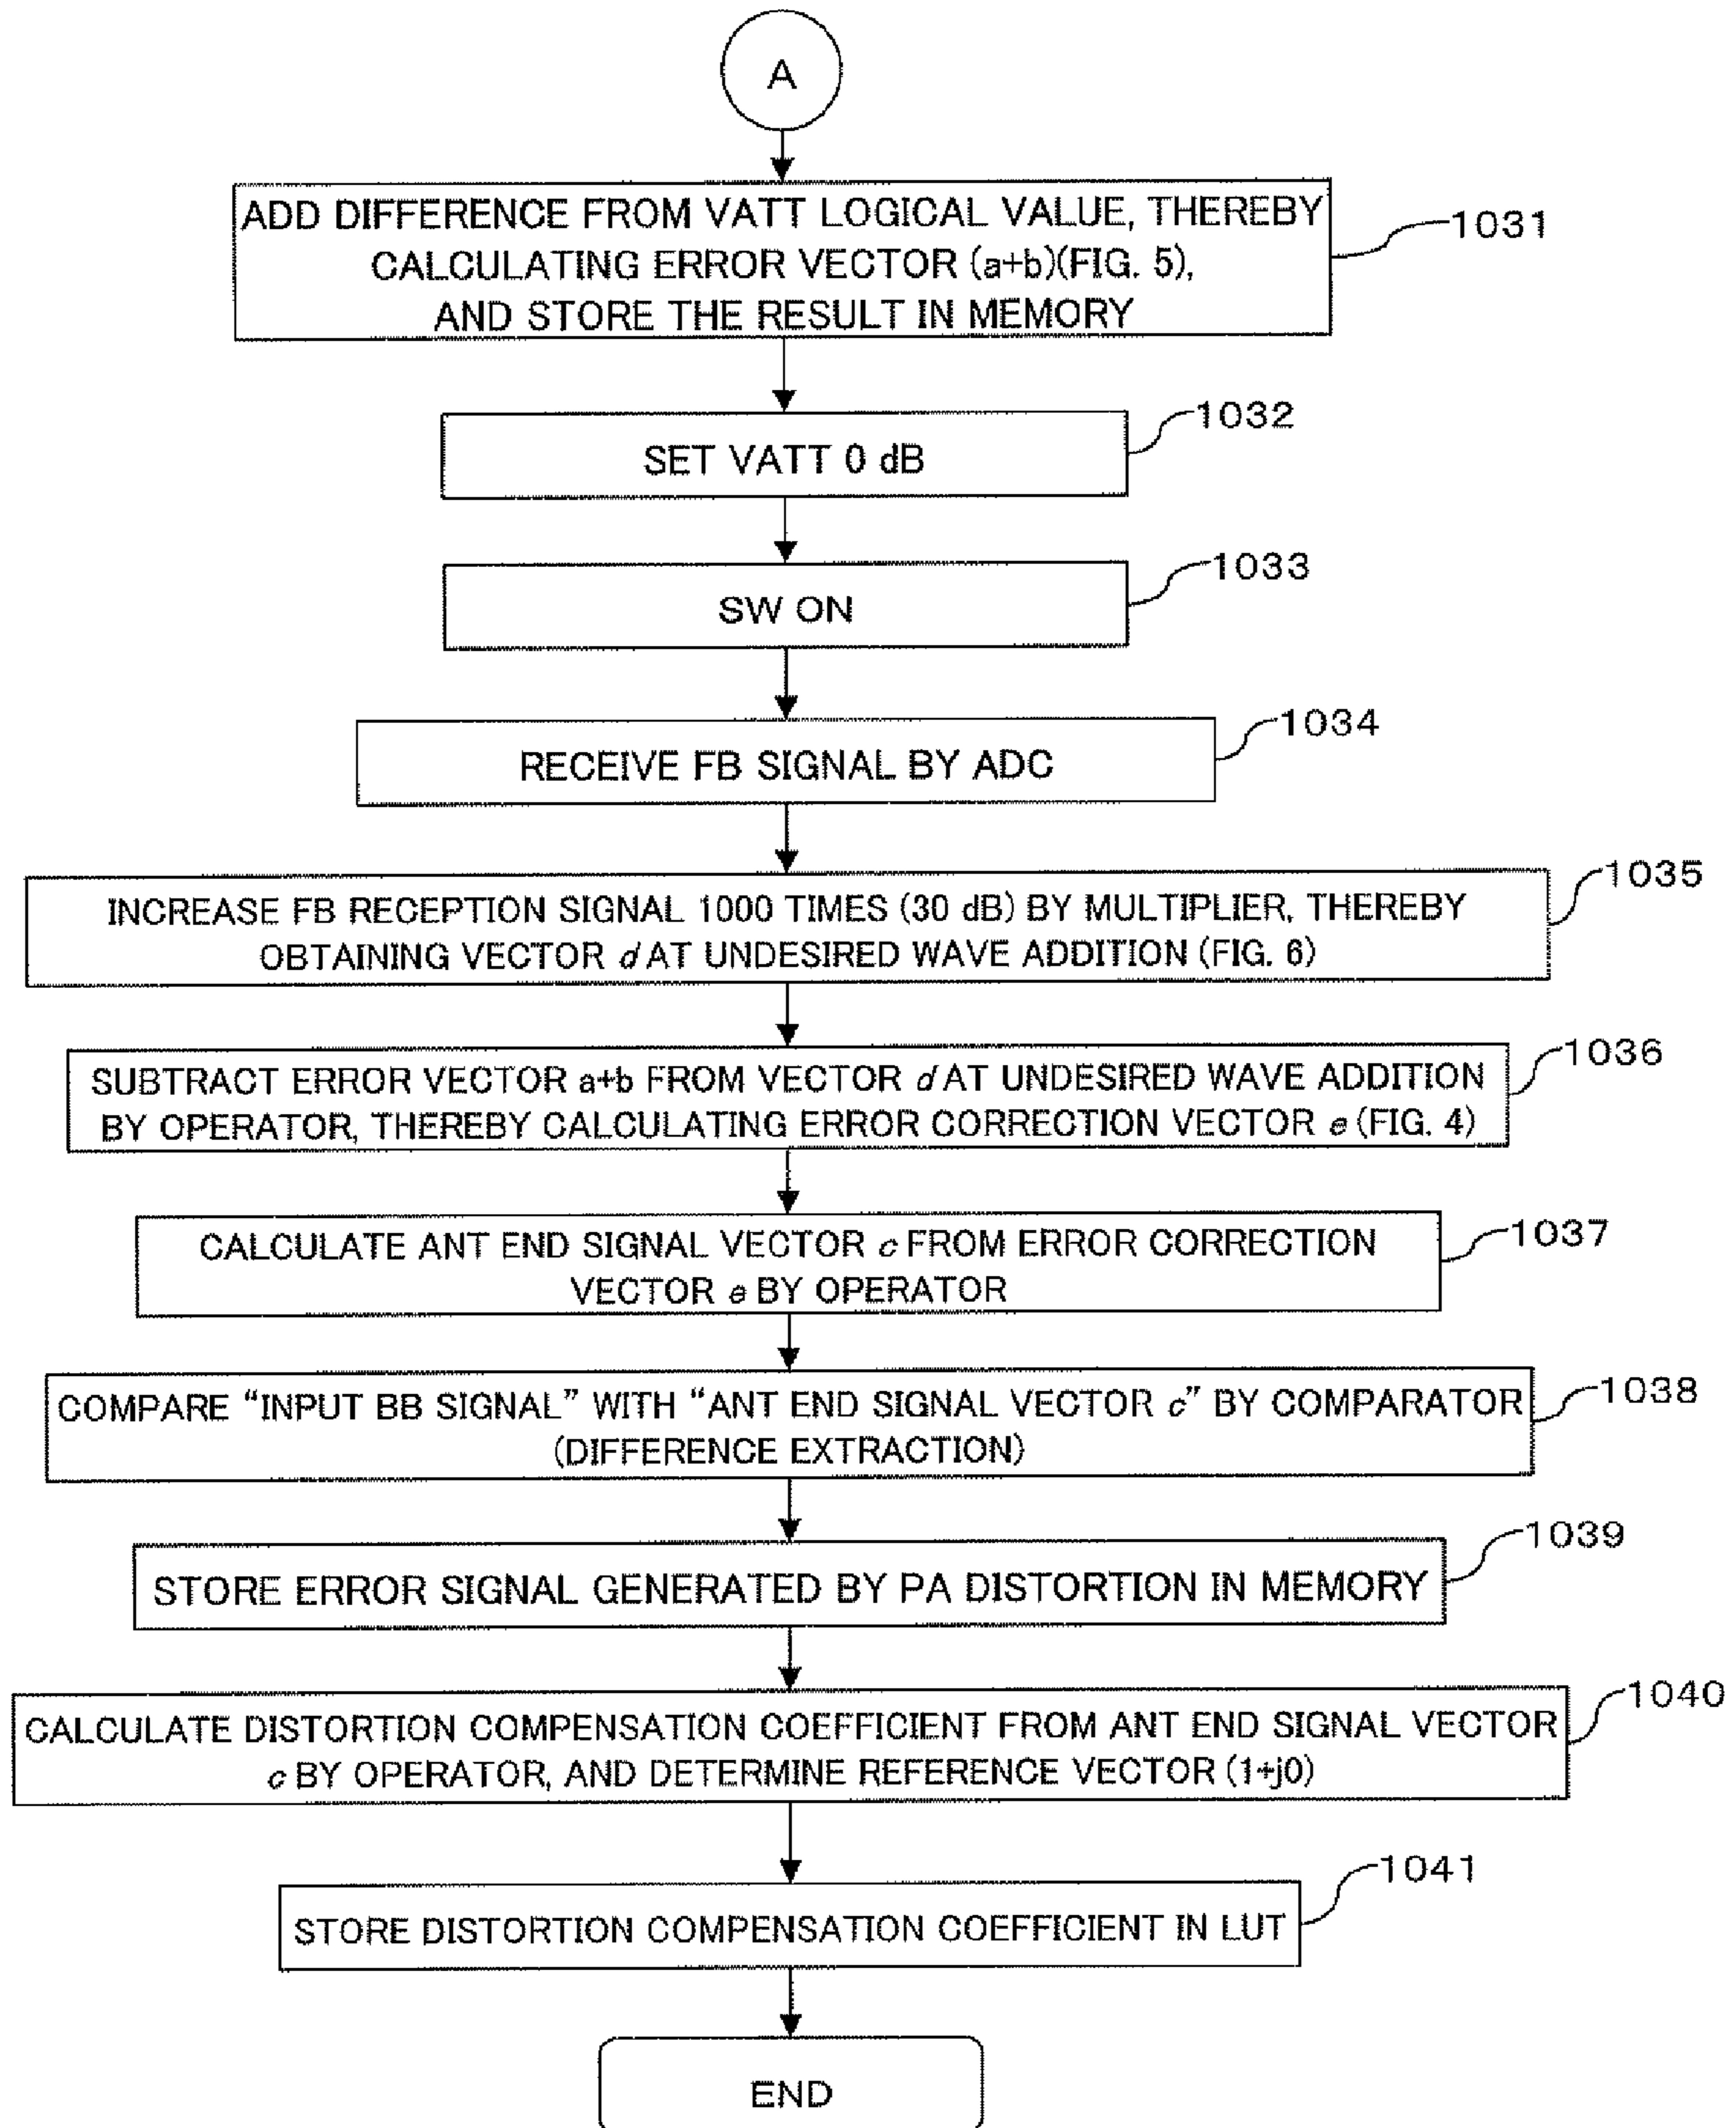 A
ADD DIFFERENCE FROM VATT LOGICAL VALUE, THEREBY
CALCULATING ERROR VECTOR (a+b)(FIG. 5),
AND STORE THE RESULT IN MEMORY
1031
SET VATT 0 dB
1032
SW ON
1033
RECEIVE FB SIGNAL BY ADC
1034
INCREASE FB RECEPTION SIGNAL 1000 TIMES (30 dB) BY MULTIPLIER, THEREBY
OBTAINING VECTOR d AT UNDESIRED WAVE ADDITION (FIG. 6)
1035
SUBTRACT ERROR VECTOR a+b FROM VECTOR d AT UNDESIRED WAVE ADDITION
BY OPERATOR, THEREBY CALCULATING ERROR CORRECTION VECTOR e (FIG. 4)
1036
CALCULATE ANT END SIGNAL VECTOR c FROM ERROR CORRECTION
VECTOR e BY OPERATOR
1037
COMPARE “INPUT BB SIGNAL” WITH “ANT END SIGNAL VECTOR c” BY COMPARATOR
(DIFFERENCE EXTRACTION)
1038
STORE ERROR SIGNAL GENERATED BY PA DISTORTION IN MEMORY
1039
CALCULATE DISTORTION COMPENSATION COEFFICIENT FROM ANT END SIGNAL VECTOR
c BY OPERATOR, AND DETERMINE REFERENCE VECTOR (1+j0)
1040
STORE DISTORTION COMPENSATION COEFFICIENT IN LUT
1041
END